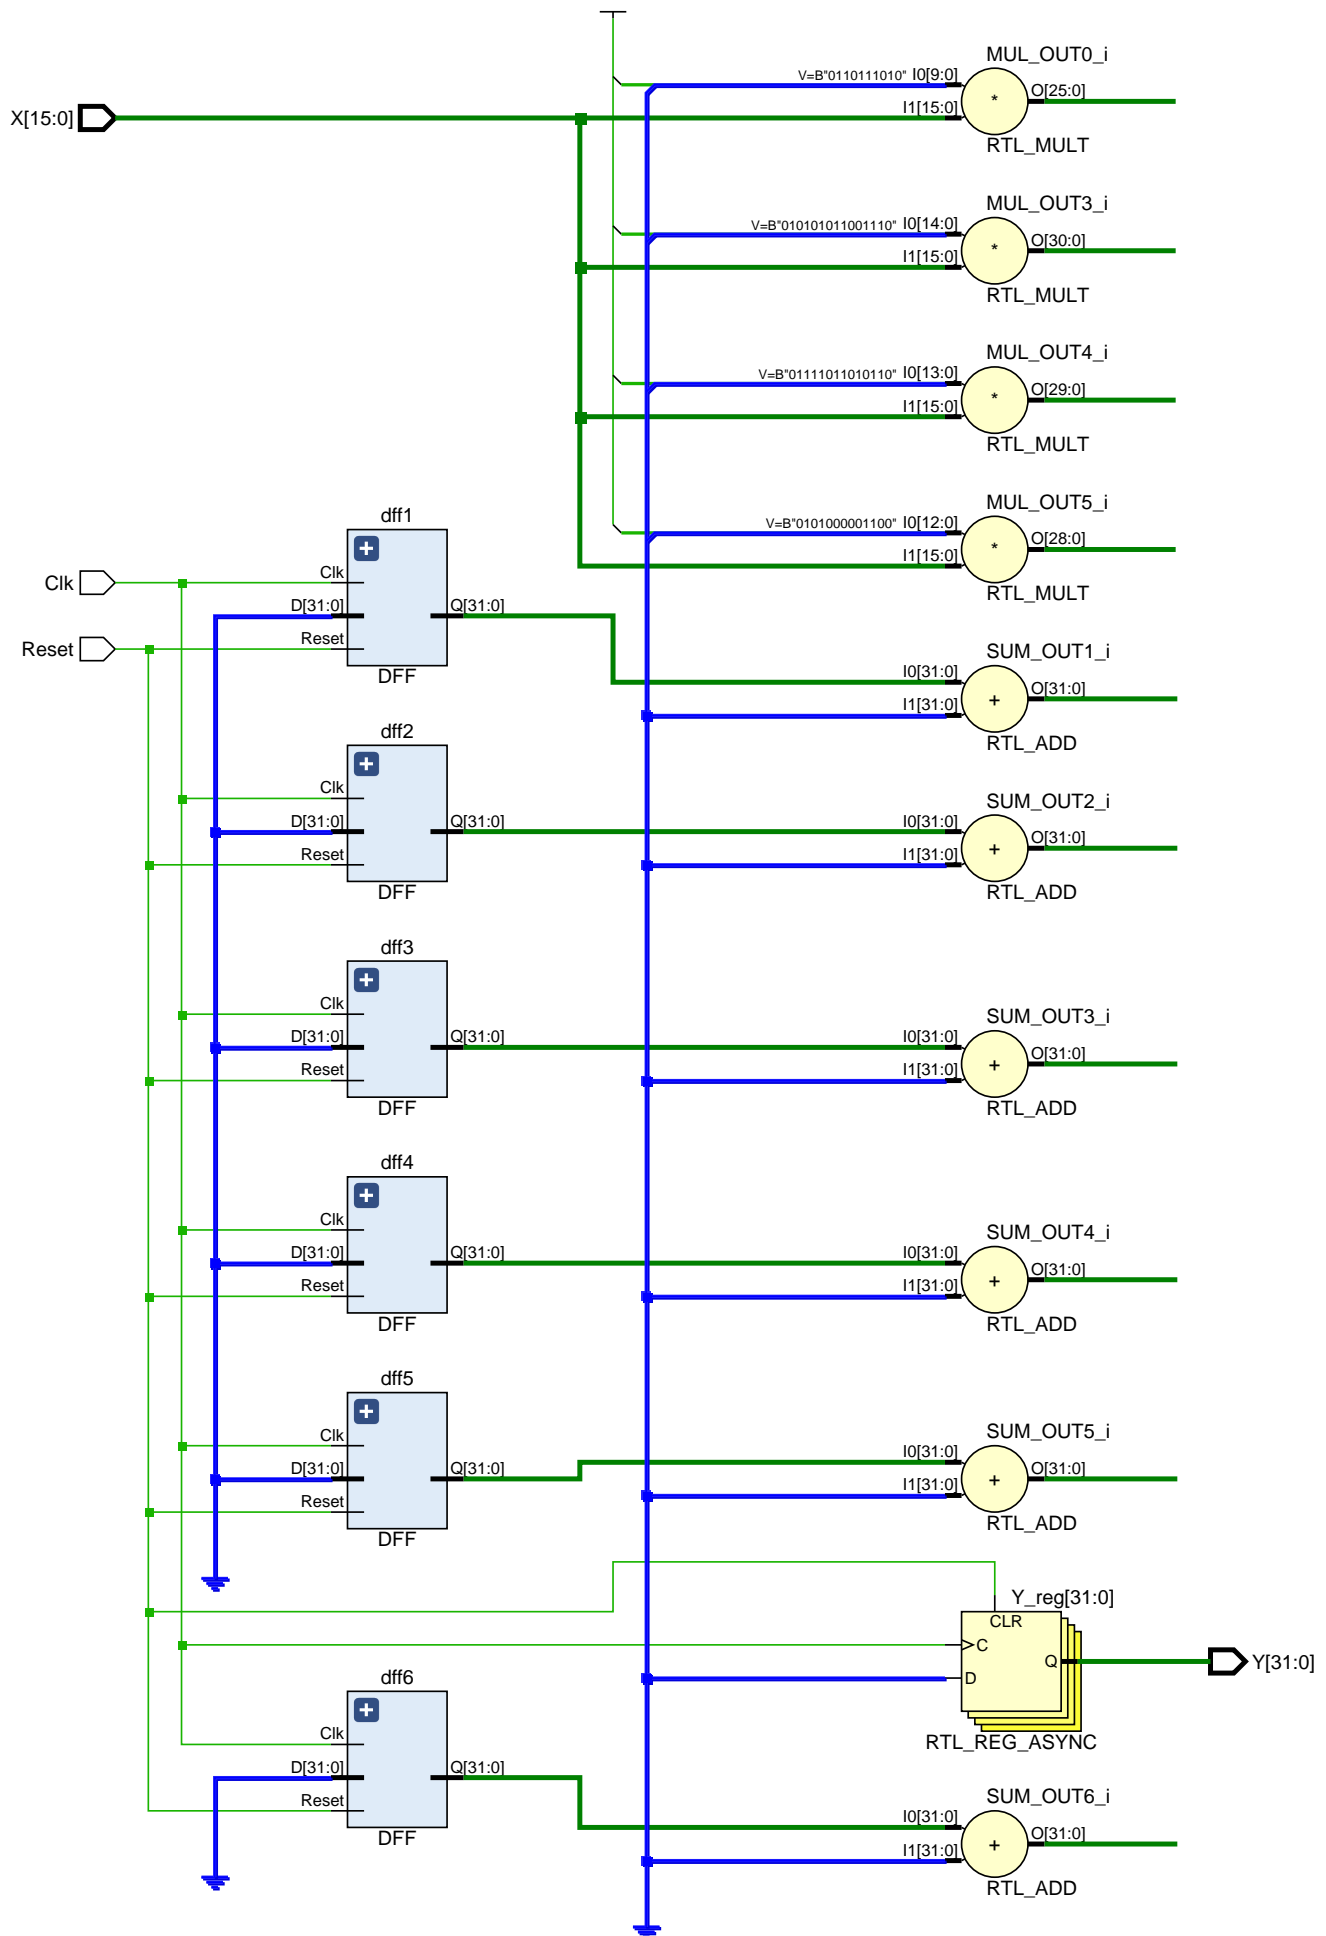 MUL_OUT0_i
V=B"0110111010" I0[9:0]
I1[15:0]
*
O[25:0]
RTL_MULT
X[15:0]
MUL_OUT3_i
V=B"010101011001110" I0[14:0]
I1[15:0]
*
O[30:0]
RTL_MULT
MUL_OUT4_i
V=B"01111011010110" I0[13:0]
I1[15:0]
*
O[29:0]
RTL_MULT
MUL_OUT5_i
V=B"0101000001100" I0[12:0]
I1[15:0]
*
O[28:0]
RTL_MULT
Clk
Reset
dff1
+
Clk
D[31:0]
Reset
Q[31:0]
DFF
SUM_OUT1_i
I0[31:0]
I1[31:0]
+
O[31:0]
RTL_ADD
dff2
+
Clk
D[31:0]
Reset
Q[31:0]
DFF
SUM_OUT2_i
I0[31:0]
I1[31:0]
+
O[31:0]
RTL_ADD
dff3
+
Clk
D[31:0]
Reset
Q[31:0]
DFF
SUM_OUT3_i
I0[31:0]
I1[31:0]
+
O[31:0]
RTL_ADD
dff4
+
Clk
D[31:0]
Reset
Q[31:0]
DFF
SUM_OUT4_i
I0[31:0]
I1[31:0]
+
O[31:0]
RTL_ADD
dff5
+
Clk
D[31:0]
Reset
Q[31:0]
DFF
SUM_OUT5_i
I0[31:0]
I1[31:0]
+
O[31:0]
RTL_ADD
Y_reg[31:0]
CLR
C
D
Q
RTL_REG_ASYNC
Y[31:0]
dff6
+
Clk
D[31:0]
Reset
Q[31:0]
DFF
SUM_OUT6_i
I0[31:0]
I1[31:0]
+
O[31:0]
RTL_ADD